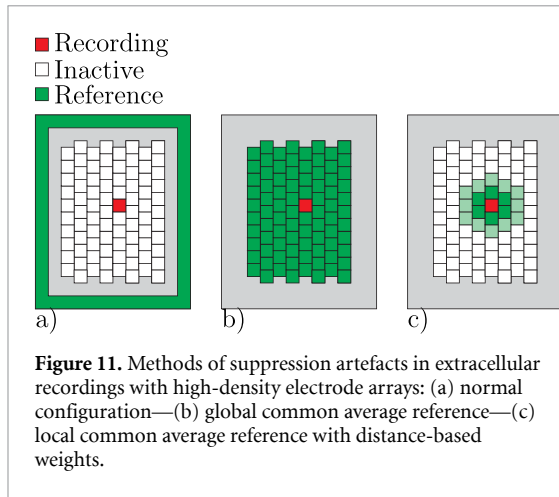 Recording
Inactive
Reference
a)
b)
c)
Figure 11. Methods of suppression artefacts in extracellular
recordings with high-density electrode arrays: (a) normal
configuration—(b) global common average reference—(c)
local common average reference with distance-based
weights.